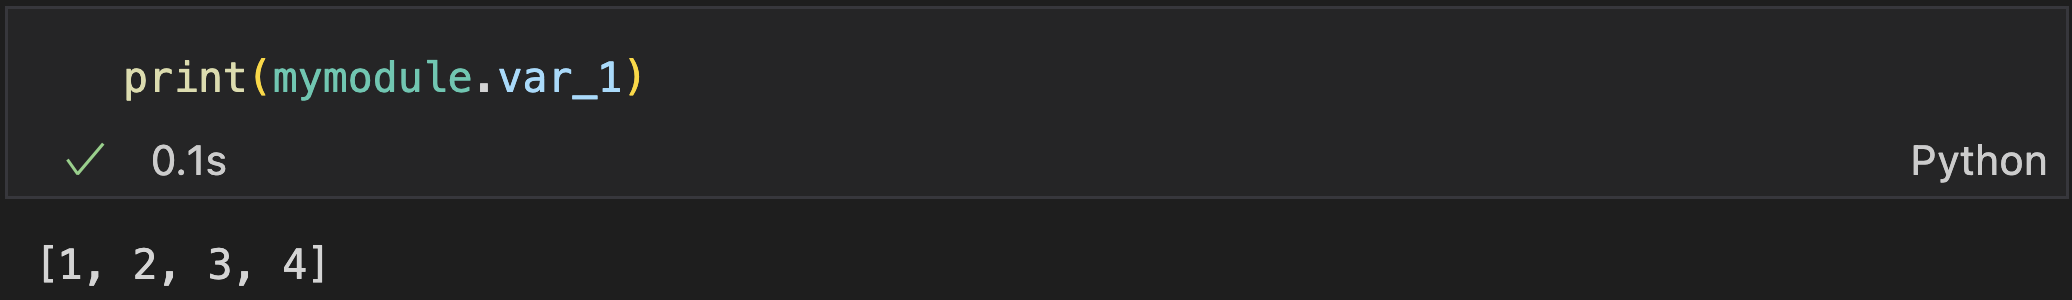 print(mymodule.var_1)
0.1s
Python
[1, 2, 3, 4]